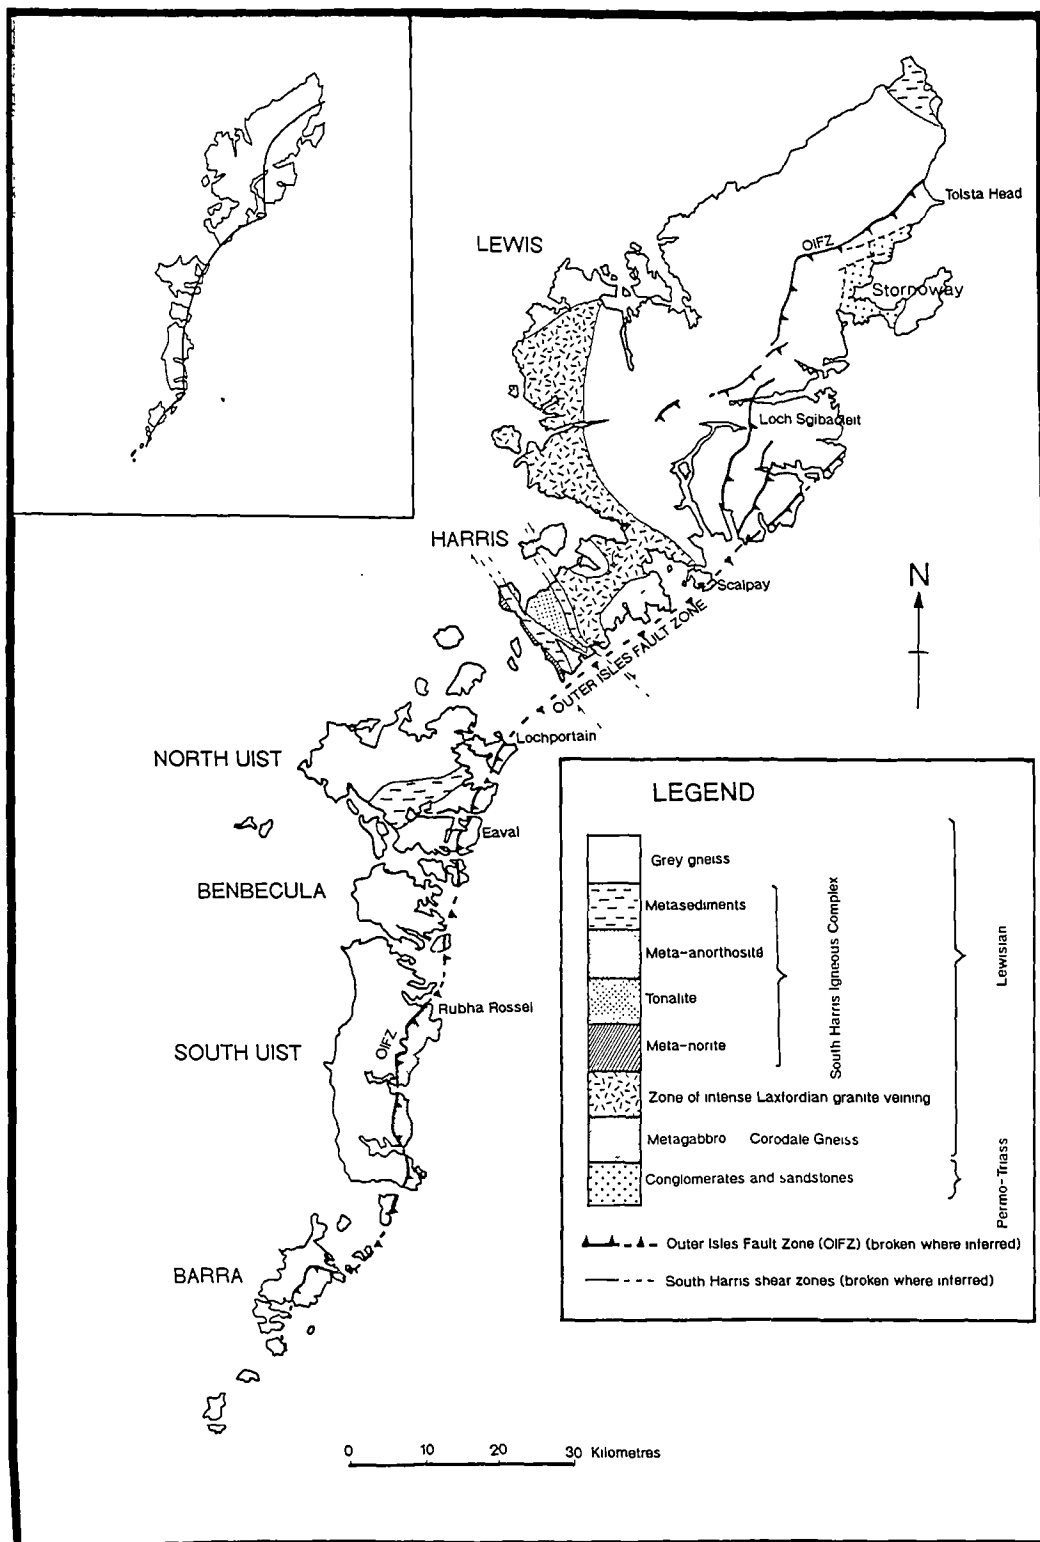 Tolsta Head
OIFZ
LEWIS
Stornoway
Loch Sgibacleit
HARRIS
Scalpay
N
OUTER ISLES FAULT ZONE
Lochportain
NORTH UIST
Eaval
BENBECULA
Rubha Rossel
OIFZ
SOUTH UIST
BARRA
LEGEND
Grey gneiss
Metasediments
Meta-anorthosite
Tonalite
Meta-norite
Zone of intense Laxfordian granite veining
Metagabbro Corodale Gneiss
Conglomerates and sandstones
South Harris Igneous Complex
Lewisian
Permo-Triass
Outer Isles Fault Zone (OIFZ) (broken where inferred)
South Harris shear zones (broken where inferred)
0 10 20 30 Kilometres